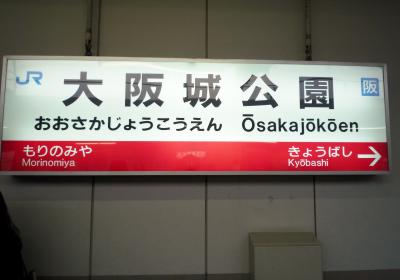 JR 大阪城公園 阪
おおさかじょうこうえん Ōsakajōkōen
もりのみや きょうばし
Morinomiya Kyōbashi →